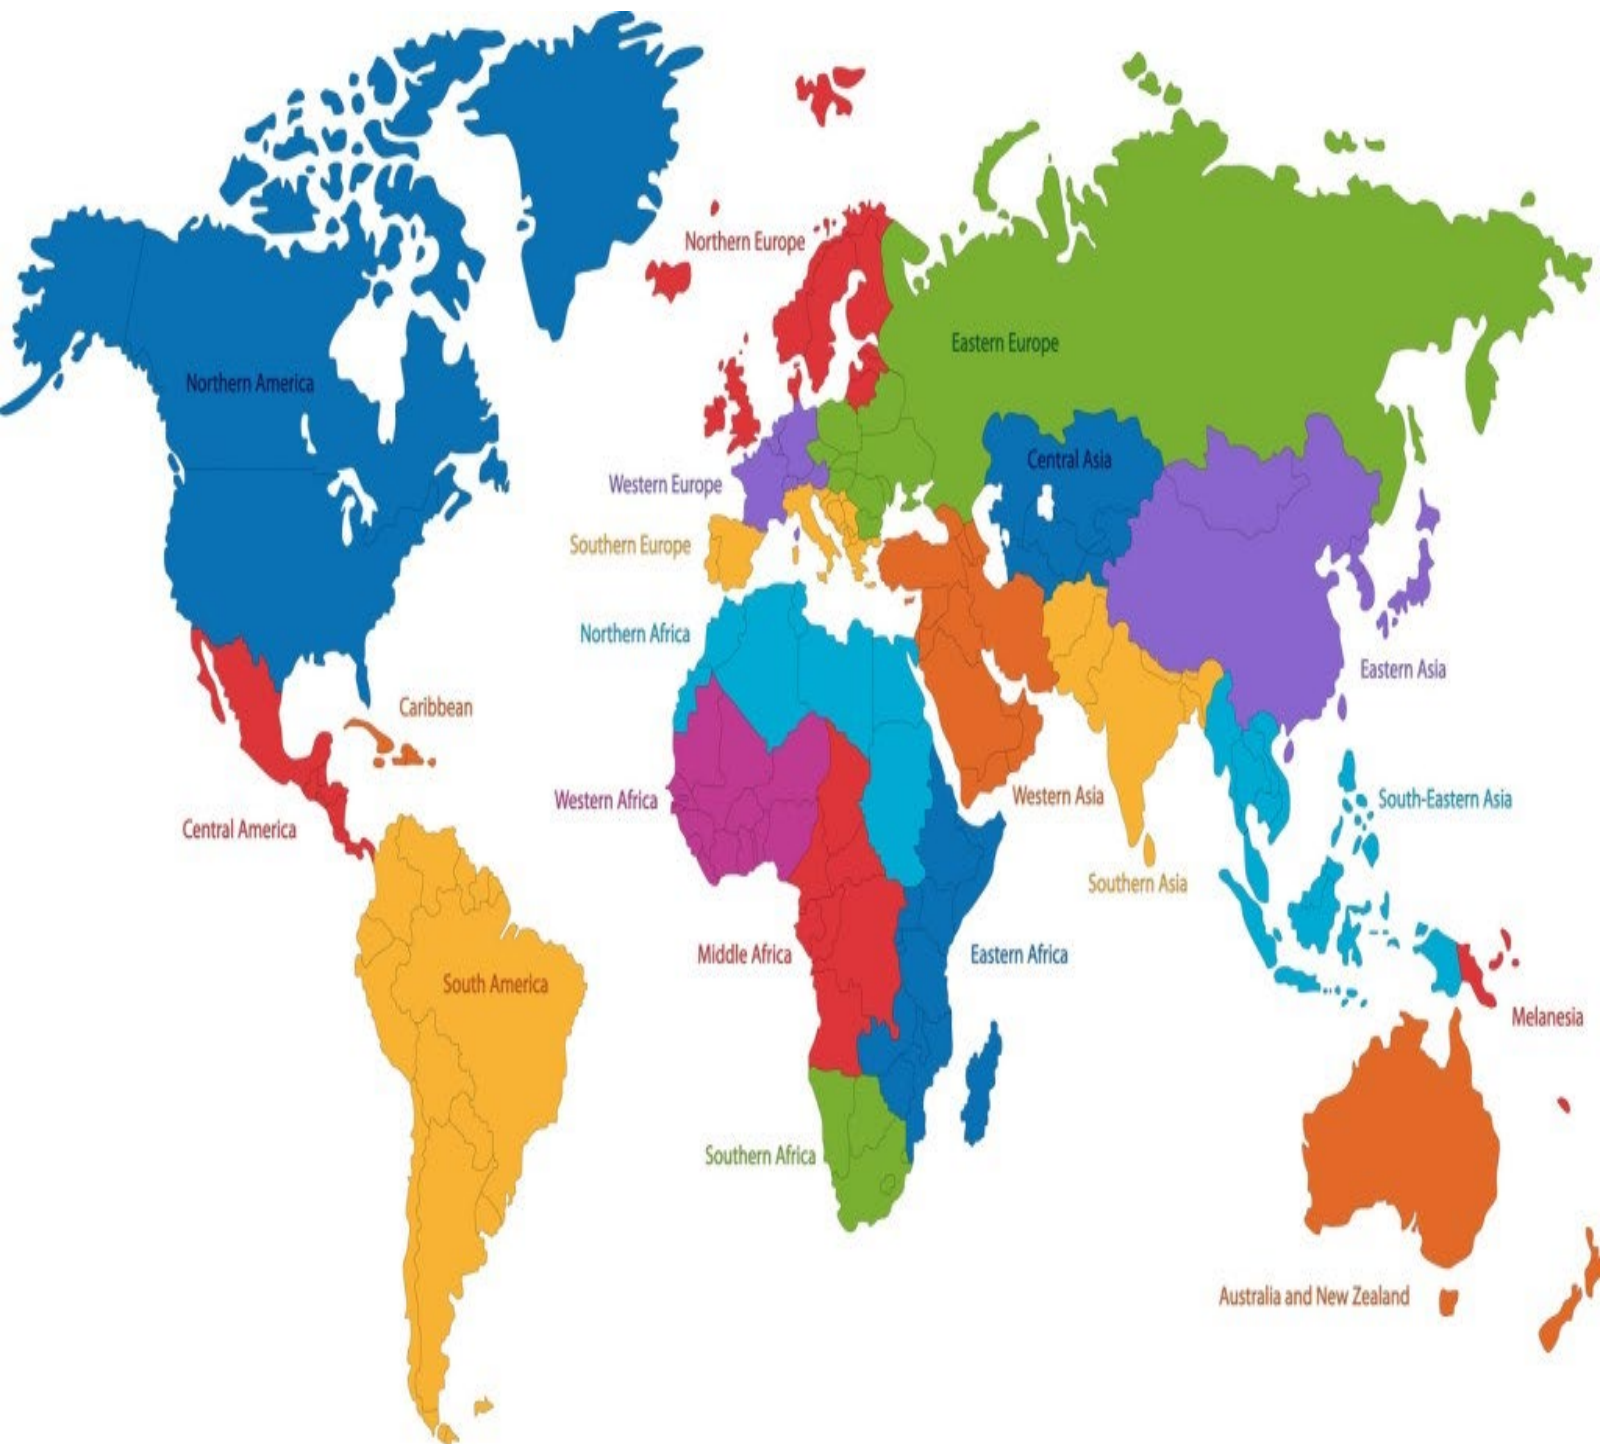 Northern Europe
Eastern Europe
Northern America
Central Asia
Western Europe
Southern Europe
Northern Africa
Eastern Asia
Caribbean
Western Africa
Western Asia
South-Eastern Asia
Central America
Southern Asia
Middle Africa
Eastern Africa
South America
Melanesia
Southern Africa
Australia and New Zealand